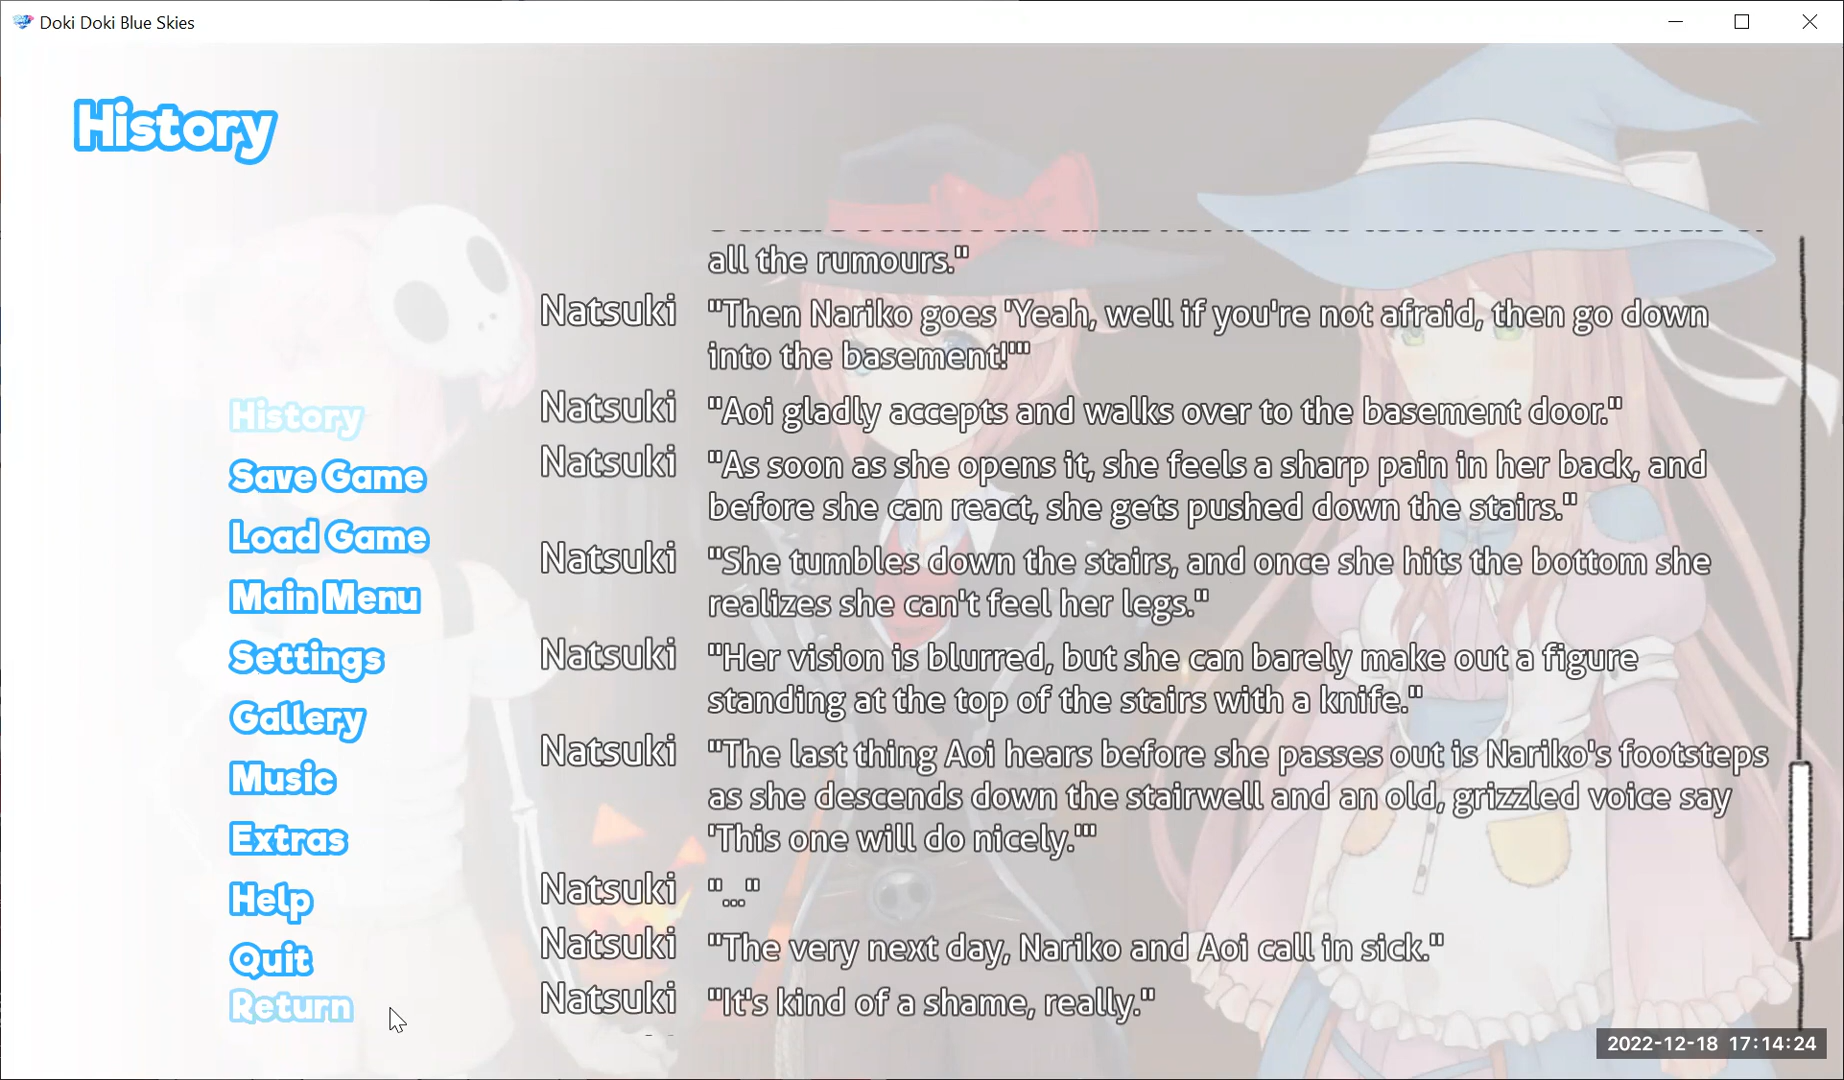 Doki Doki Blue Skies
History
all the rumours."
Natsuki "Then Nariko goes 'Yeah, well if you're not afraid, then go down
into the basement!'"
History
Natsuki "Aoi gladly accepts and walks over to the basement door."
Save Game
Natsuki "As soon as she opens it, she feels a sharp pain in her back, and
before she can react, she gets pushed down the stairs."
Load Game
Natsuki "She tumbles down the stairs, and once she hits the bottom she
realizes she can't feel her legs."
Main Menu
Settings
Natsuki "Her vision is blurred, but she can barely make out a figure
standing at the top of the stairs with a knife."
Gallery
Natsuki "The last thing Aoi hears before she passes out is Nariko's footsteps
as she descends down the stairwell and an old, grizzled voice say
'This one will do nicely.'"
Music
Extras
Natsuki "..."
Help
Natsuki "The very next day, Nariko and Aoi call in sick."
Quit
Natsuki "It's kind of a shame, really."
Return
2022-12-18 17:14:24